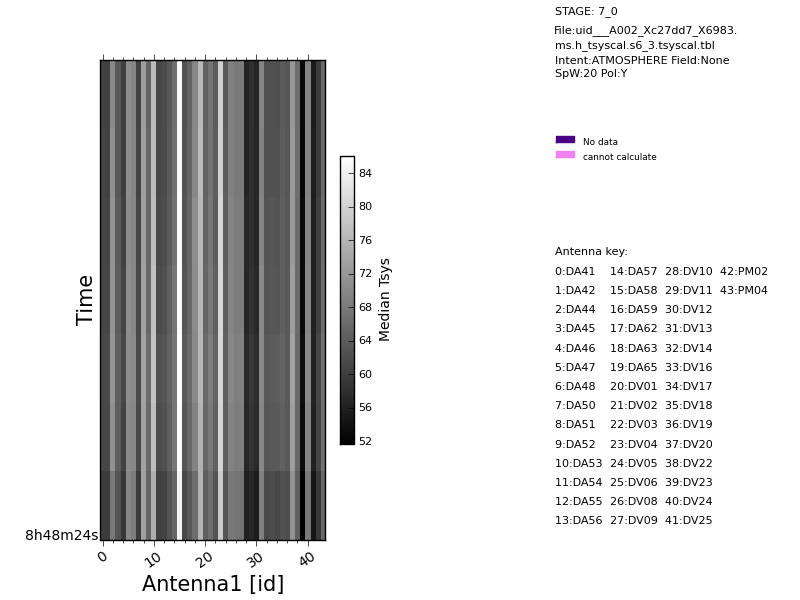 STAGE: 7_0
File:uid___A002_Xc27dd7_X6983.
ms.h_tsyscal.s6_3.tsyscal.tbl
Intent:ATMOSPHERE Field:None
SpW:20 Pol:Y
No data
cannot calculate
84
80
76
72
68
64
60
56
52
Median Tsys
Time
8h48m24s
0 10 20 30 40
Antenna1 [id]
Antenna key:
0:DA41 14:DA57 28:DV10 42:PM02
1:DA42 15:DA58 29:DV11 43:PM04
2:DA44 16:DA59 30:DV12
3:DA45 17:DA62 31:DV13
4:DA46 18:DA63 32:DV14
5:DA47 19:DA65 33:DV16
6:DA48 20:DV01 34:DV17
7:DA50 21:DV02 35:DV18
8:DA51 22:DV03 36:DV19
9:DA52 23:DV04 37:DV20
10:DA53 24:DV05 38:DV22
11:DA54 25:DV06 39:DV23
12:DA55 26:DV08 40:DV24
13:DA56 27:DV09 41:DV25